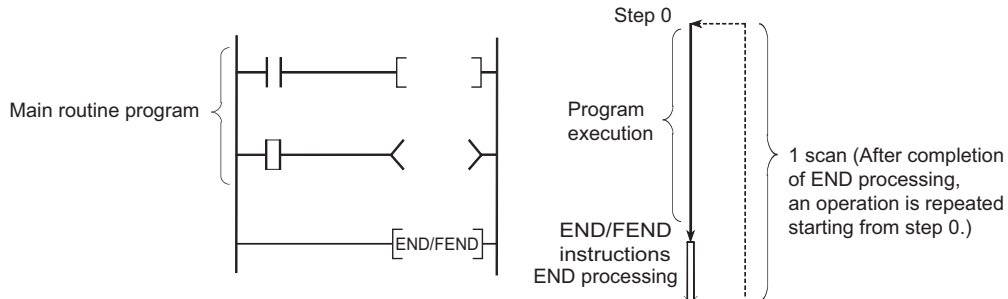 Main routine program
END/FEND
Step 0
Program
execution
END/FEND
instructions
END processing
1 scan (After completion
of END processing,
an operation is repeated
starting from step 0.)